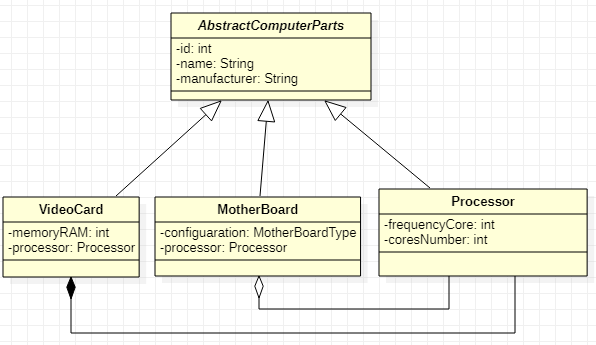 AbstractComputerParts
-id: int
-name: String
-manufacturer: String
VideoCard
-memoryRAM: int
-processor: Processor
MotherBoard
-configuaration: MotherBoardType
-processor: Processor
Processor
-frequencyCore: int
-coresNumber: int